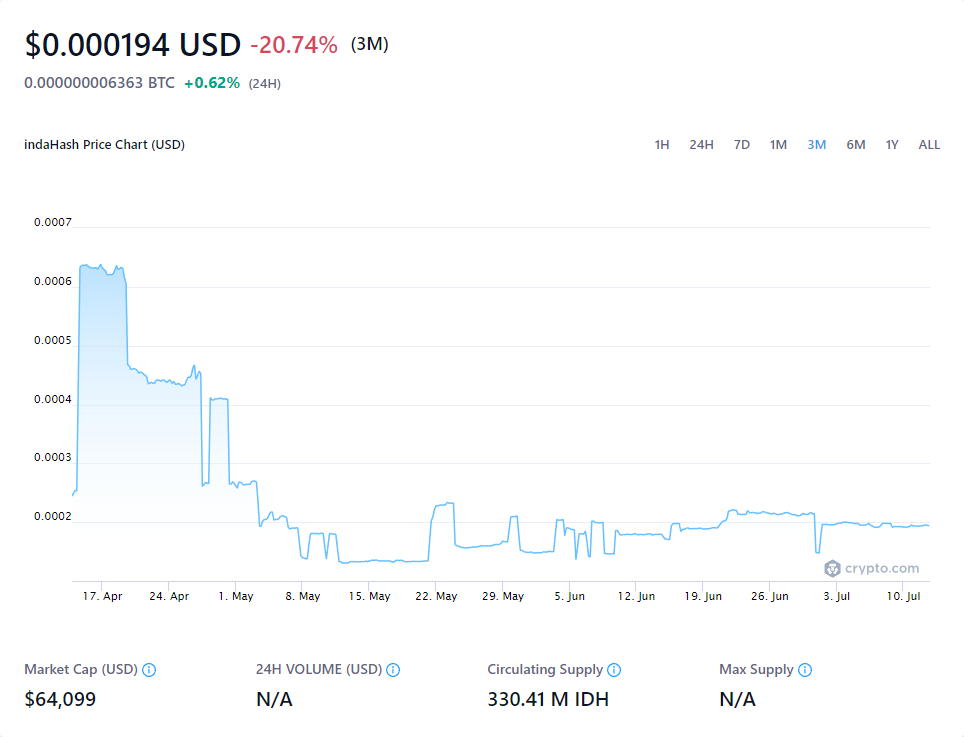 $0.000194 USD -20.74% (3M)
0.000000006363 BTC +0.62% (24H)
indaHash Price Chart (USD) 1H 24H 7D 1M 3M 6M 1Y ALL
0.0007
0.0006
0.0005
0.0004
0.0003
0.0002
crypto.com
17. Apr 24. Apr 1. May 8. May 15. May 22. May 29. May 5. Jun 12. Jun 19. Jun 26. Jun 3. Jul 10. Jul
Market Cap (USD) 24H VOLUME (USD) Circulating Supply Max Supply
$64,099 N/A 330.41 M IDH N/A